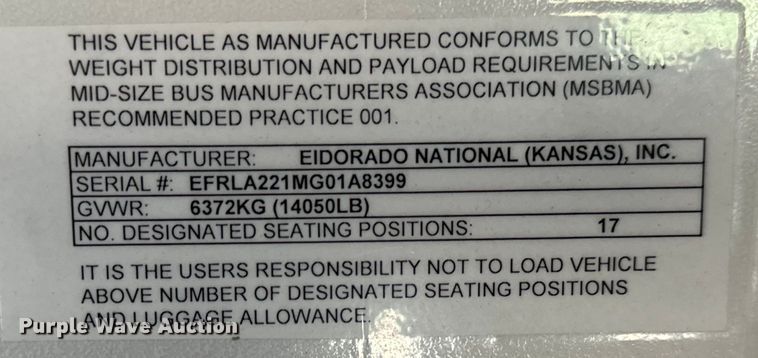 THIS VEHICLE AS MANUFACTURED CONFORMS TO THE
WEIGHT DISTRIBUTION AND PAYLOAD REQUIREMENTS IN
MID-SIZE BUS MANUFACTURERS ASSOCIATION (MSBMA)
RECOMMENDED PRACTICE 001.
MANUFACTURER: EIDORADO NATIONAL (KANSAS), INC.
SERIAL #: EFRLA221MG01A8399
GVWR: 6372KG (14050LB)
NO. DESIGNATED SEATING POSITIONS: 17
IT IS THE USERS RESPONSIBILITY NOT TO LOAD VEHICLE
ABOVE NUMBER OF DESIGNATED SEATING POSITIONS
AND LUGGAGE ALLOWANCE.
Purple Wave Auction